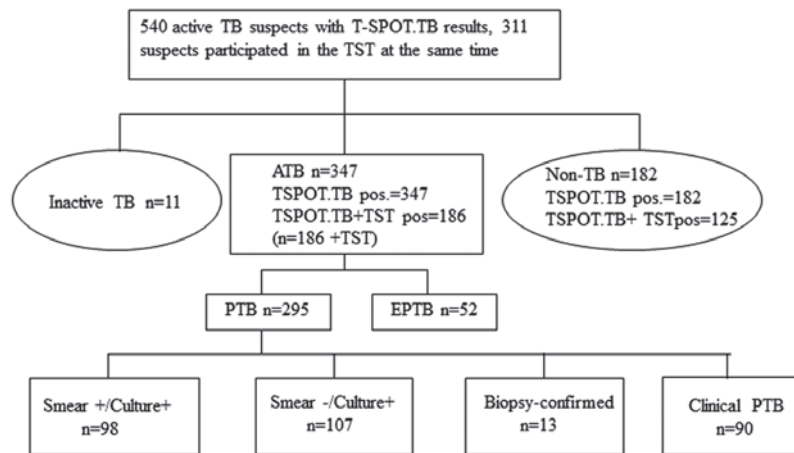 540 active TB suspects with T-SPOT.TB results, 311
suspects participated in the TST at the same time
Inactive TB n=11
ATB n=347
TSPOT.TB pos.=347
TSPOT.TB+TST pos=186
(n=186 +TST)
Non-TB n=182
TSPOT.TB pos.=182
TSPOT.TB+ TSTpos=125
PTB n=295
EPTB n=52
Smear +/Culture+
n=98
Smear -/Culture+
n=107
Biopsy-confirmed
n=13
Clinical PTB
n=90